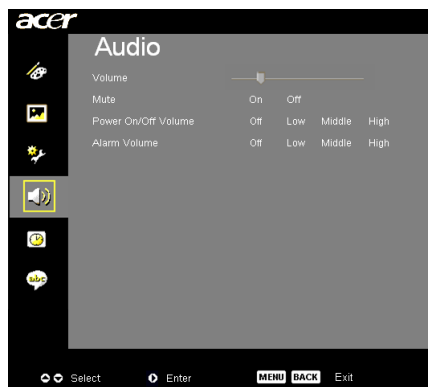 acer
Audio
Volume
Mute On Off
Power On/Off Volume Off Low Middle High
Alarm Volume Off Low Middle High
abc
Select Enter MENU BACK Exit